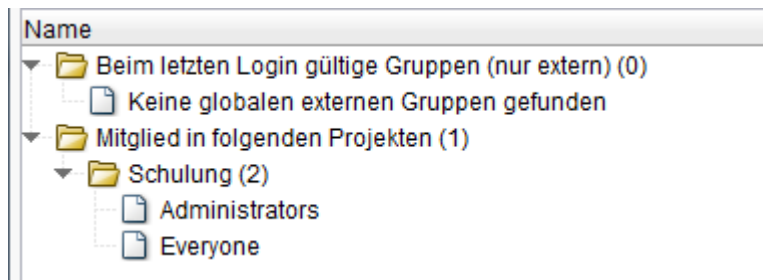 Name
Beim letzten Login gültige Gruppen (nur extern) (0)
Keine globalen externen Gruppen gefunden
Mitglied in folgenden Projekten (1)
Schulung (2)
Administrators
Everyone